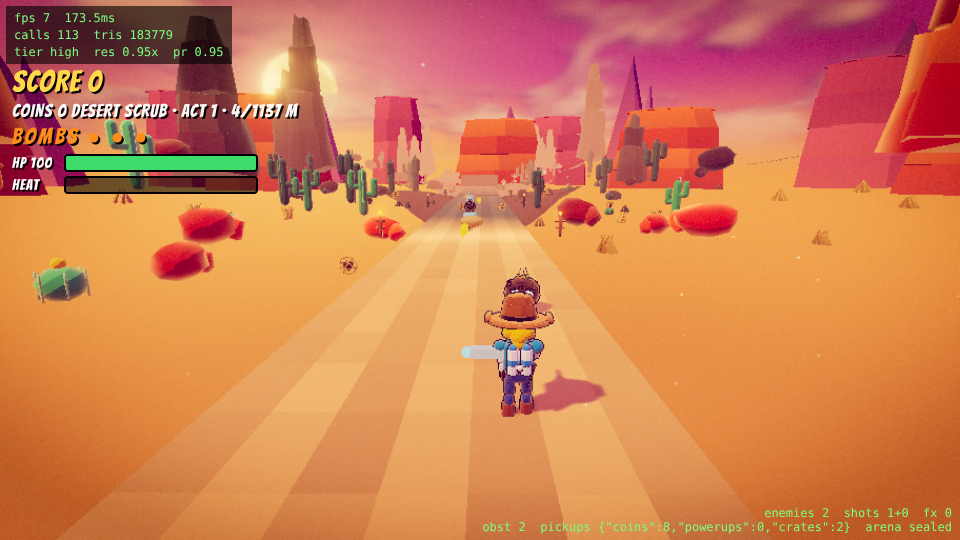 fps 7  173.5ms
calls 113  tris 183779
tier high  res 0.95x  pr 0.95
SCORE 0
COINS 0 DESERT SCRUB · ACT 1 · 4/1137 M
BOMBS
HP 100
HEAT
enemies 2  shots 1+0  fx 0
obst 2  pickups {"coins":8,"powerups":0,"crates":2}  arena sealed